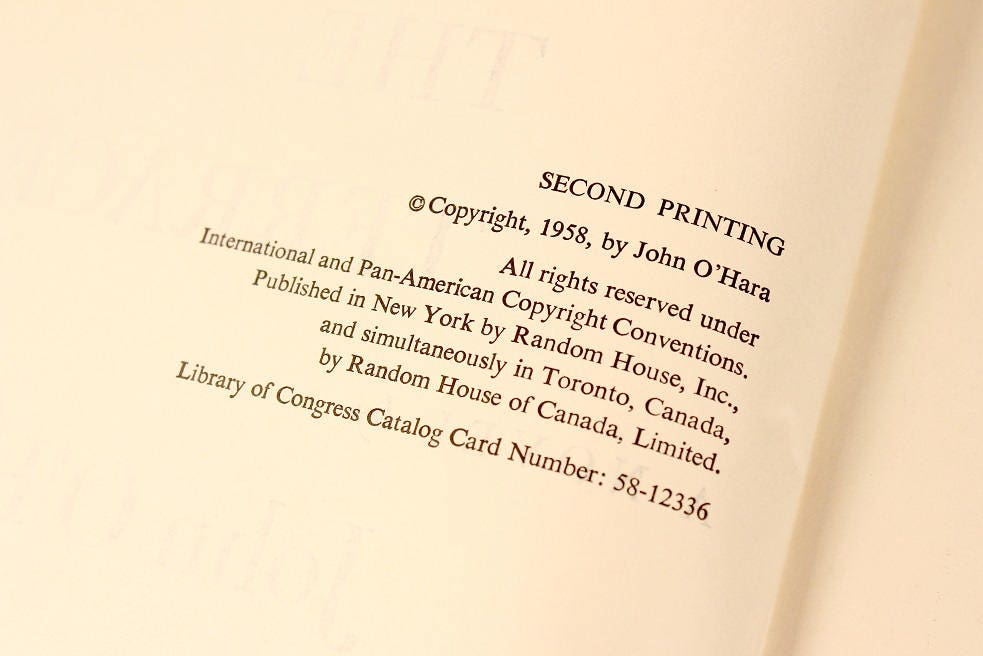 SECOND PRINTING
© Copyright, 1958, by John O'Hara
All rights reserved under
International and Pan-American Copyright Conventions.
Published in New York by Random House, Inc.,
and simultaneously in Toronto, Canada,
by Random House of Canada, Limited.
Library of Congress Catalog Card Number: 58-12336